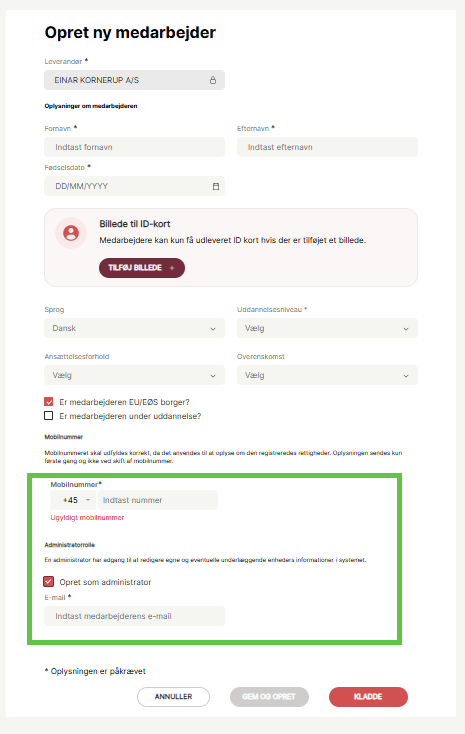 Opret ny medarbejder
Leverandør *
EINAR KORNERUP A/S
Oplysninger om medarbejderen
Fornavn * Efternavn *
Indtast fornavn Indtast efternavn
Fødselsdato *
DD/MM/YYYY
Billede til ID-kort
Medarbejdere kan kun få udleveret ID kort hvis der er tilføjet et billede.
TILFØJ BILLEDE +
Sprog Uddannelsesniveau *
Dansk Vælg
Ansættelsesforhold Overenskomst
Vælg Vælg
Er medarbejderen EU/EØS borger?
Er medarbejderen under uddannelse?
Mobilnummer
Mobilnummeret skal udfyldes korrekt, da det anvendes til at oplyse om den registreredes rettigheder. Oplysningen sendes kun
første gang og ikke ved skift af mobilnummer.
Mobilnummer*
+45 Indtast nummer
Ugyldigt mobilnummer
Administratorrolle
En administrator har adgang til at redigere egne og eventuelle underlæggende enheders informationer i systemet.
Opret som administrator
E-mail *
Indtast medarbejderens e-mail
* Oplysningen er påkrævet
ANNULLER GEM OG OPRET KLADDE